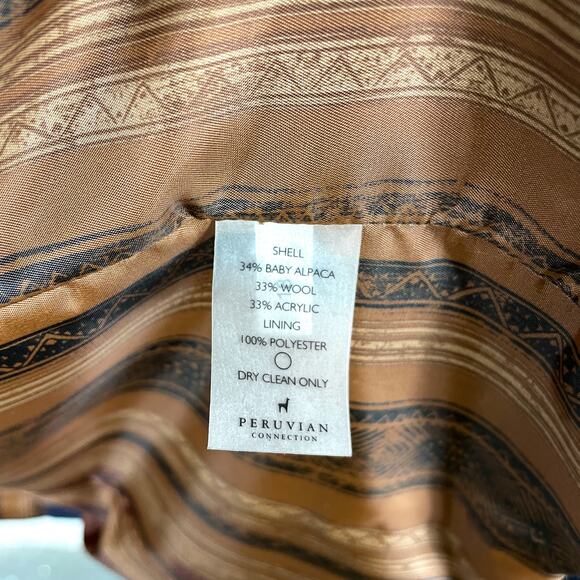 SHELL
34% BABY ALPACA
33% WOOL
33% ACRYLIC
LINING
100% POLYESTER
DRY CLEAN ONLY
PERUVIAN
CONNECTION